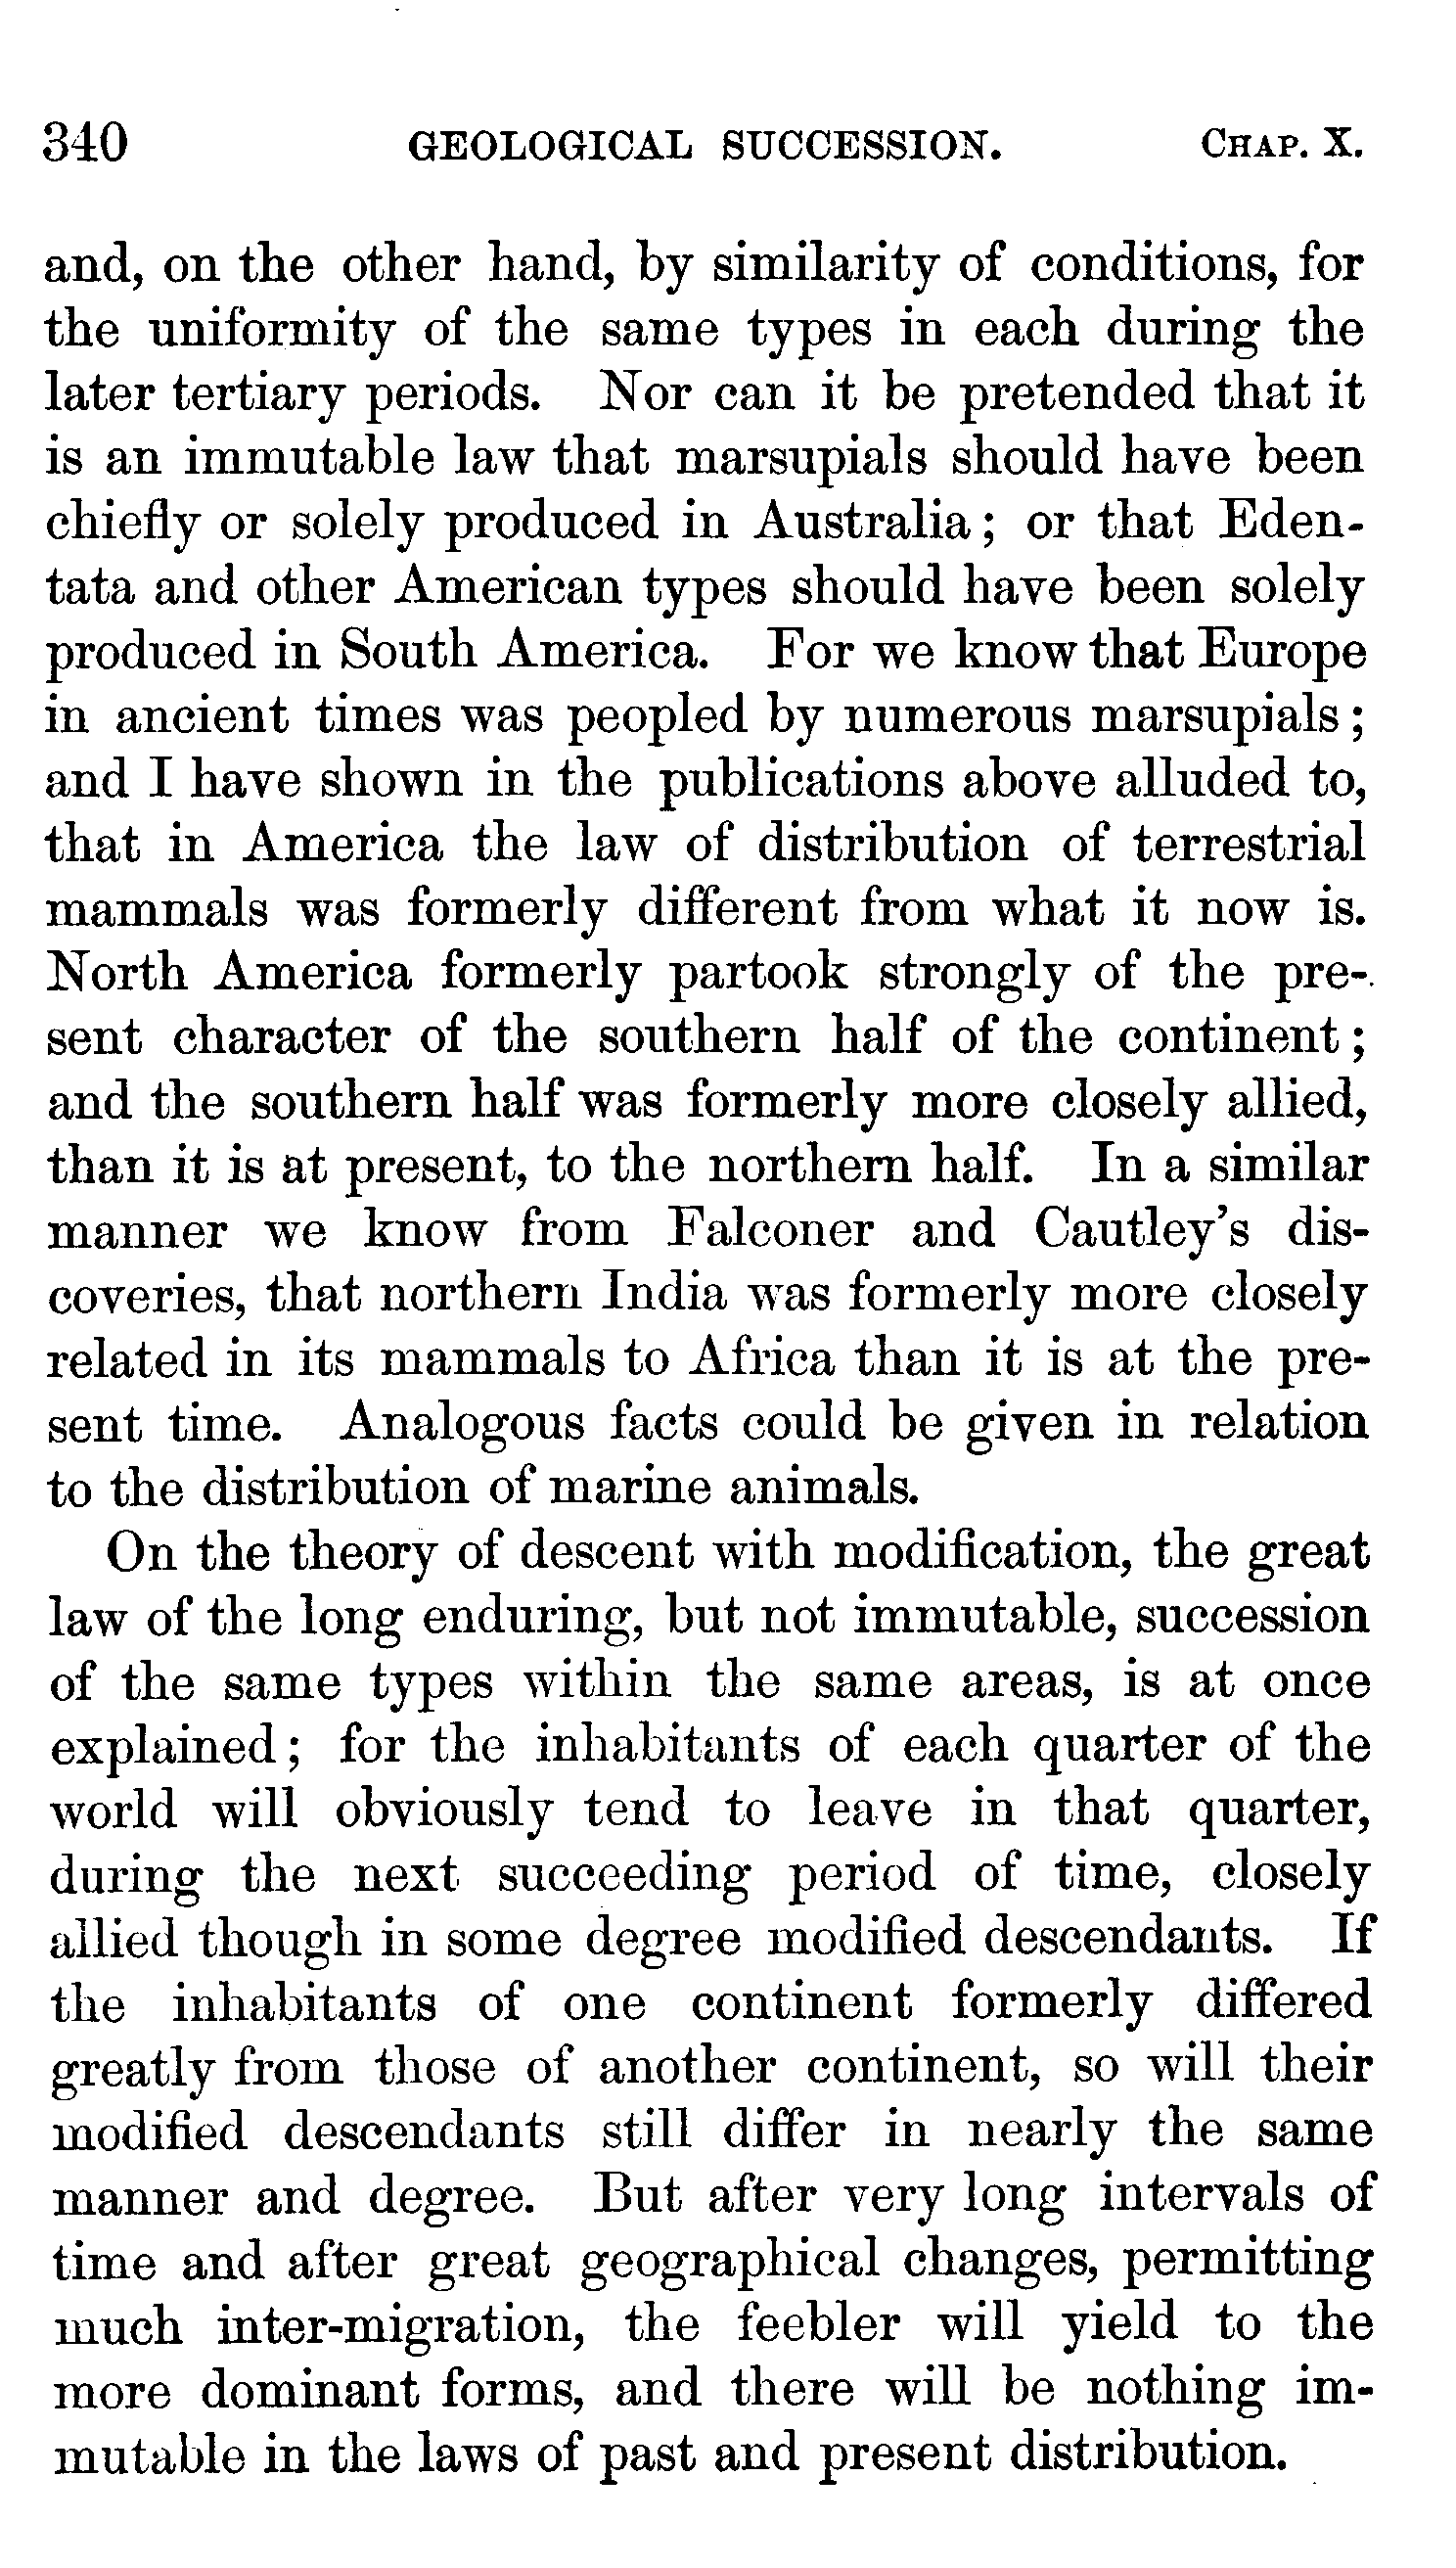 340 GEOLOGICAL SUCCESSION. CHAP. X.
and, on the other hand, by similarity of conditions, for
the uniformity of the same types in each during the
later tertiary periods. Nor can it be pretended that it
is an immutable law that marsupials should have been
chiefly or solely produced in Australia; or that Eden-
tata and other American types should have been solely
produced in South America. For we know that Europe
in ancient times was peopled by numerous marsupials;
and I have shown in the publications above alluded to,
that in America the law of distribution of terrestrial
mammals was formerly different from what it now is.
North America formerly partook strongly of the pre-
sent character of the southern half of the continent;
and the southern half was formerly more closely allied,
than it is at present, to the northern half. In a similar
manner we know from Falconer and Cautley's dis-
coveries, that northern India was formerly more closely
related in its mammals to Africa than it is at the pre-
sent time. Analogous facts could be given in relation
to the distribution of marine animals.
On the theory of descent with modification, the great
law of the long enduring, but not immutable, succession
of the same types within the same areas, is at once
explained; for the inhabitants of each quarter of the
world will obviously tend to leave in that quarter,
during the next succeeding period of time, closely
allied though in some degree modified descendants. If
the inhabitants of one continent formerly differed
greatly from those of another continent, so will their
modified descendants still differ in nearly the same
manner and degree. But after very long intervals of
time and after great geographical changes, permitting
much inter-migration, the feebler will yield to the
more dominant forms, and there will be nothing im-
mutable in the laws of past and present distribution.